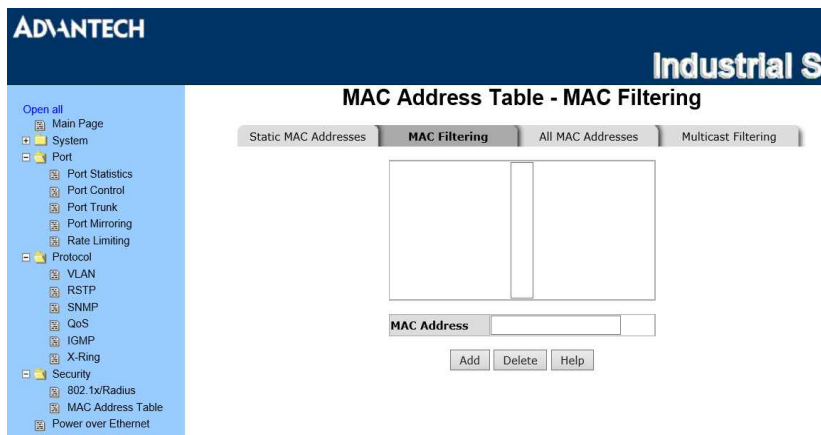 ADVANTECH
Industrial S
Open all
Main Page
System
Port
Port Statistics
Port Control
Port Trunk
Port Mirroring
Rate Limiting
Protocol
VLAN
RSTP
SNMP
QoS
IGMP
X-Ring
Security
802.1x/Radius
MAC Address Table
Power over Ethernet
MAC Address Table - MAC Filtering
Static MAC Addresses MAC Filtering All MAC Addresses Multicast Filtering
MAC Address
Add Delete Help